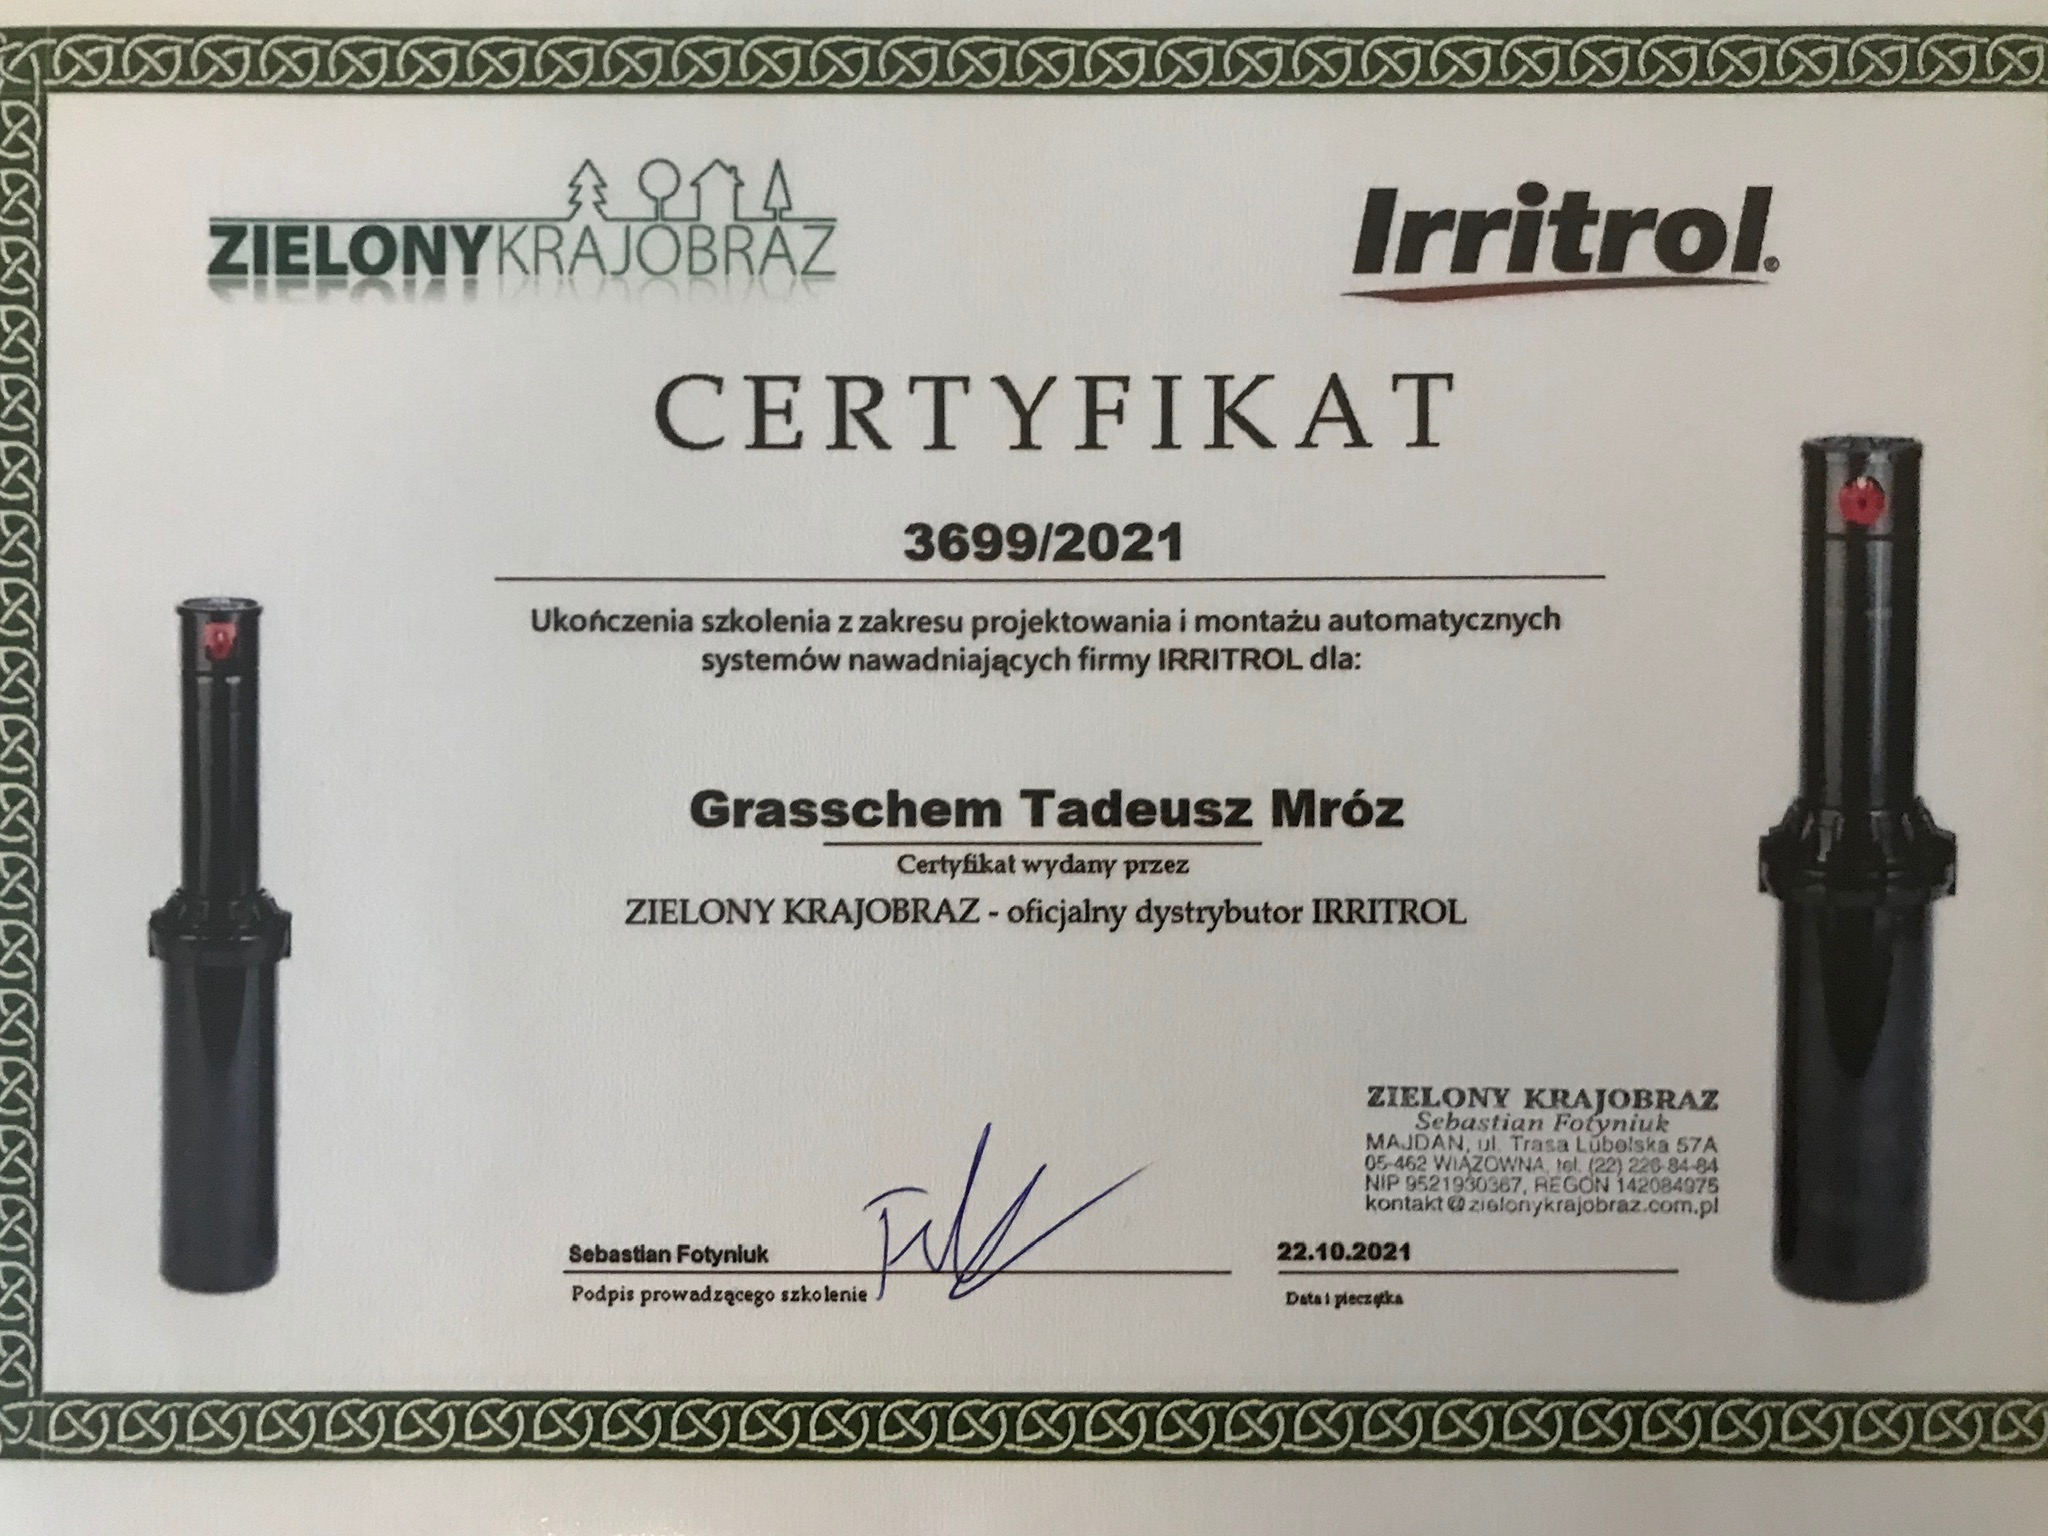 ZIELONYKRAJOBRAZ
Irritrol®
CERTYFIKAT
3699/2021
Ukończenia szkolenia z zakresu projektowania i montażu automatycznych
systemów nawadniających firmy IRRITROL dla:
Grasschem Tadeusz Mróz
Certyfikat wydany przez
ZIELONY KRAJOBRAZ - oficjalny dystrybutor IRRITROL
ZIELONY KRAJOBRAZ
Sebastian Fotyniuk
MAJDAN, ul. Trasa Lubelska 57A
05-462 WIĄZOWNA, tel. (22) 226-84-84
NIP 9521930367, REGON 142084975
kontakt@zielonykrajobraz.com.pl
Sebastian Fotyniuk
22.10.2021
Podpis prowadzącego szkolenie
Data i pieczątka